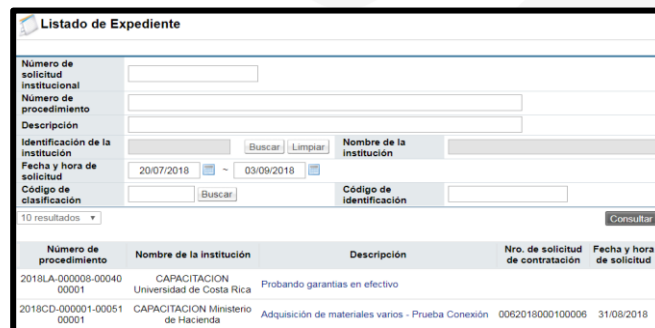 Listado de Expediente
Número de
solicitud
institucional
Número de
procedimiento
Descripción
Identificación de la
institución
Buscar Limpiar
Nombre de la
institución
Fecha y hora de
solicitud
20/07/2018 ~ 03/09/2018
Código de
clasificación
Buscar
Código de
identificación
10 resultados
Consultar
Número de
procedimiento
Nombre de la institución
Descripción
Nro. de solicitud
de contratación
Fecha y hora
de solicitud
2018LA-000008-00040
00001
CAPACITACION
Universidad de Costa Rica
Probando garantias en efectivo
2018CD-000001-00051
00001
CAPACITACION Ministerio
de Hacienda
Adquisición de materiales varios - Prueba Conexión
0062018000100006
31/08/2018